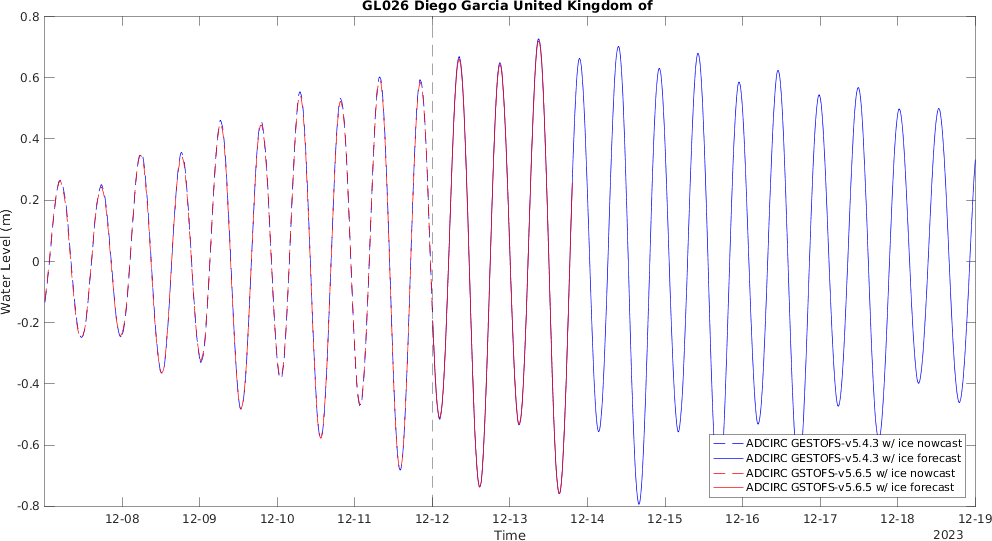 GL026 Diego Garcia United Kingdom of
Water Level (m)
0.8
0.6
0.4
0.2
0
-0.2
-0.4
-0.6
-0.8
12-08 12-09 12-10 12-11 12-12 12-13 12-14 12-15 12-16 12-17 12-18 12-19
Time
2023
ADCIRC GESTOFS-v5.4.3 w/ ice nowcast
ADCIRC GESTOFS-v5.4.3 w/ ice forecast
ADCIRC GSTOFS-v5.6.5 w/ ice nowcast
ADCIRC GSTOFS-v5.6.5 w/ ice forecast